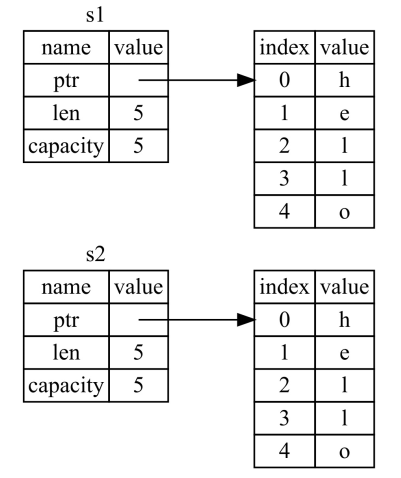 s1
name value
ptr
len 5
capacity 5
index value
0 h
1 e
2 l
3 l
4 o
s2
name value
ptr
len 5
capacity 5
index value
0 h
1 e
2 l
3 l
4 o